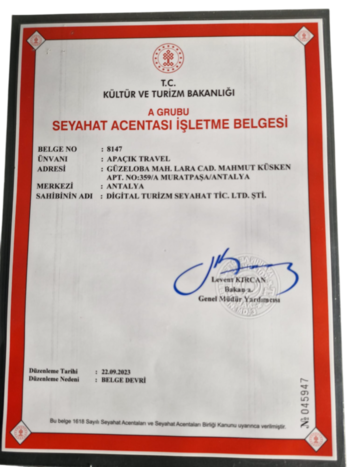 T.C.
KÜLTÜR VE TURİZM BAKANLIĞI
A GRUBU
SEYAHAT ACENTASI İŞLETME BELGESİ
BELGE NO : 8147
ÜNVANI : APAÇIK TRAVEL
ADRESİ : GÜZELOBA MAH. LARA CAD. MAHMUT KÜSKEN
APT. NO:359/A MURATPAŞA/ANTALYA
MERKEZİ : ANTALYA
SAHİBİNİN ADI : DİGİTAL TURİZM SEYAHAT TİC. LTD. ŞTİ.
Levent KIRCAN
Bakan a.
Genel Müdür Yardımcısı
Düzenleme Tarihi : 22.09.2023
Düzenleme Nedeni : BELGE DEVRİ
№ 045947
Bu belge 1618 Sayılı Seyahat Acentaları ve Seyahat Acentaları Birliği Kanunu uyarınca verilmiştir.